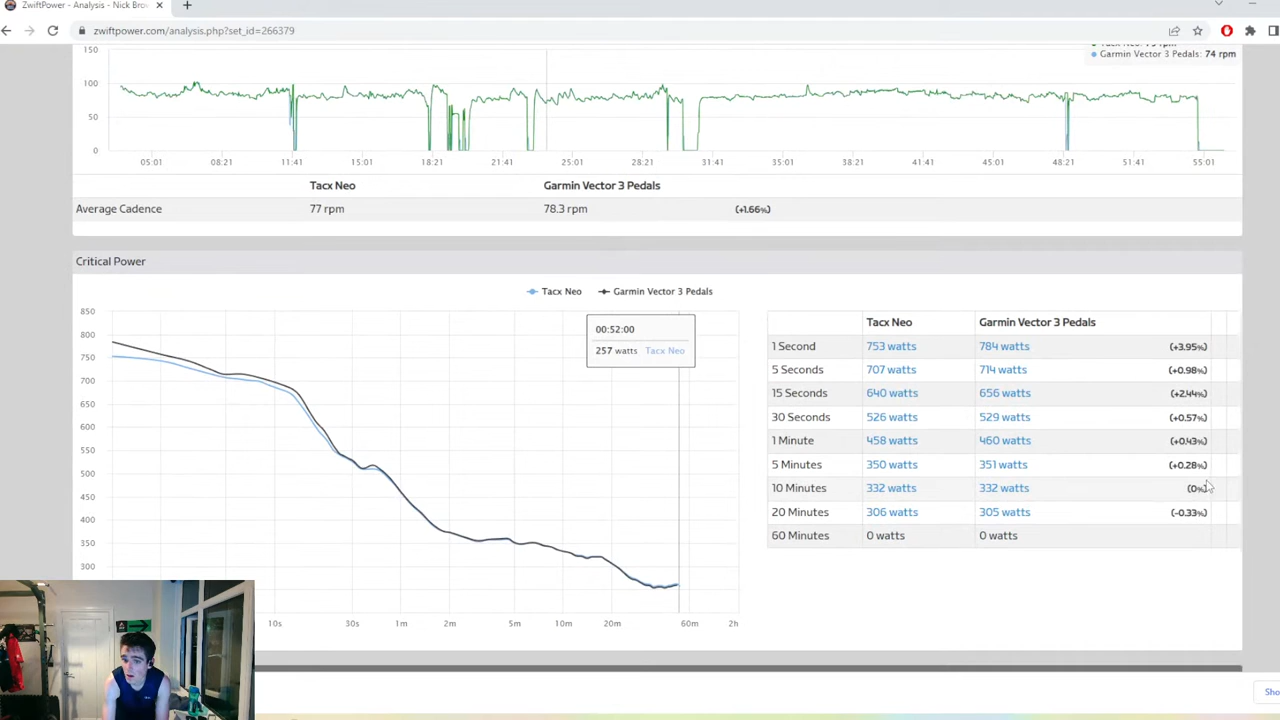 ZwiftPower - Analysis - Nick Bro
zwiftpower.com/analysis.php?set_id=266379
150
Garmin Vector 3 Pedals: 74 rpm
100
50
0
05:01 08:21 11:41 15:01 18:21 21:41 25:01 28:21 31:41 35:01 38:21 41:41 45:01 48:21 51:41 55:01
Tacx Neo Garmin Vector 3 Pedals
Average Cadence 77 rpm 78.3 rpm (+1.66%)
Critical Power
Tacx Neo Garmin Vector 3 Pedals
850
800
750
700
650
600
550
500
450
400
350
300
00:52:00
257 watts Tacx Neo
10s 30s 1m 2m 5m 10m 20m 60m 2h
Tacx Neo Garmin Vector 3 Pedals
1 Second 753 watts 784 watts (+3.95%)
5 Seconds 707 watts 714 watts (+0.98%)
15 Seconds 640 watts 656 watts (+2.44%)
30 Seconds 526 watts 529 watts (+0.57%)
1 Minute 458 watts 460 watts (+0.43%)
5 Minutes 350 watts 351 watts (+0.28%)
10 Minutes 332 watts 332 watts (0%)
20 Minutes 306 watts 305 watts (-0.33%)
60 Minutes 0 watts 0 watts
Sho